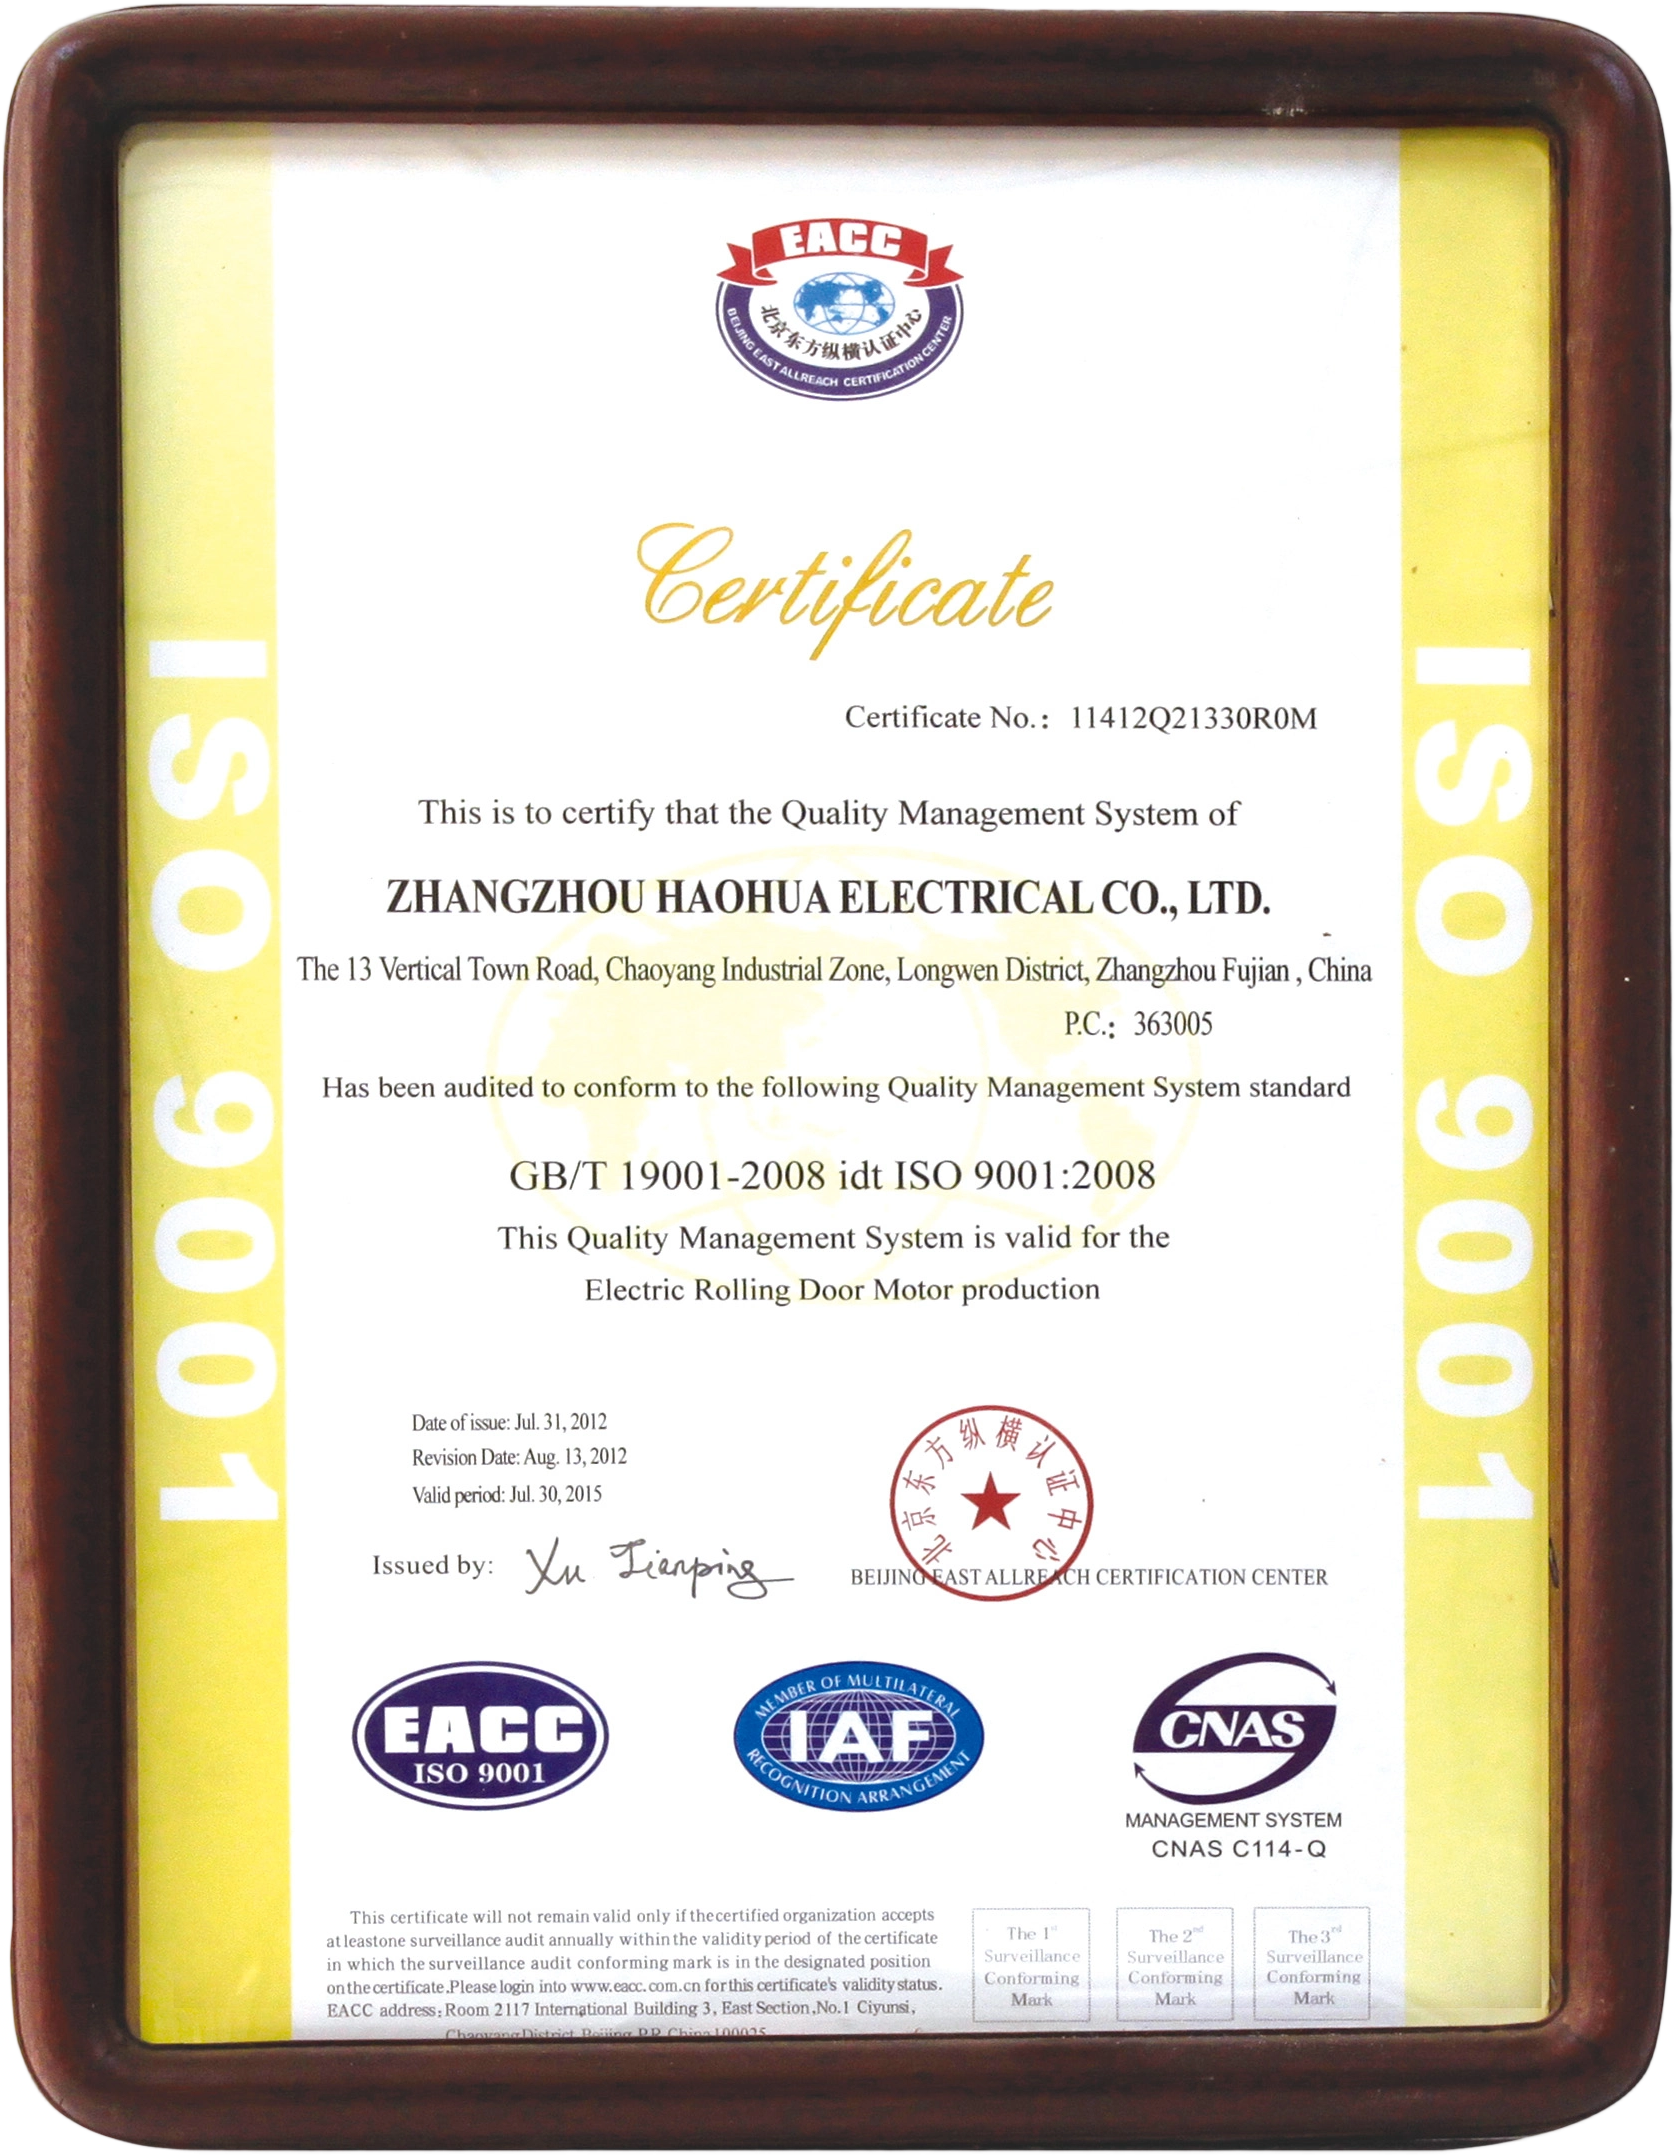 EACC
北京东方纵横认证中心
BEIJING EAST ALLREACH CERTIFICATION CENTER
Certificate
Certificate No.: 11412Q21330R0M
This is to certify that the Quality Management System of
ZHANGZHOU HAOHUA ELECTRICAL CO., LTD.
The 13 Vertical Town Road, Chaoyang Industrial Zone, Longwen District, Zhangzhou Fujian , China
P.C.: 363005
Has been audited to conform to the following Quality Management System standard
GB/T 19001-2008 idt ISO 9001:2008
This Quality Management System is valid for the
Electric Rolling Door Motor production
ISO 9001
ISO 9001
Date of issue: Jul. 31, 2012
Revision Date: Aug. 13, 2012
Valid period: Jul. 30, 2015
Issued by: Xu Tianping
北京东方纵横认证中心
BEIJING EAST ALLREACH CERTIFICATION CENTER
EACC
ISO 9001
MEMBER OF MULTILATERAL
IAF
RECOGNITION ARRANGEMENT
CNAS
MANAGEMENT SYSTEM
CNAS C114-Q
This certificate will not remain valid only if thecertified organization accepts
at leastone surveillance audit annually within the validity period of the certificate
in which the surveillance audit conforming mark is in the designated position
on the certificate.Please login into www.eacc.com.cn for this certificate's validity status.
EACC address:Room 2117 International Building 3, East Section,No.1 Ciyunsi,
Chaoyang District, Beijing P.R. China 100025
The 1st
Surveillance
Conforming
Mark
The 2nd
Surveillance
Conforming
Mark
The 3rd
Surveillance
Conforming
Mark